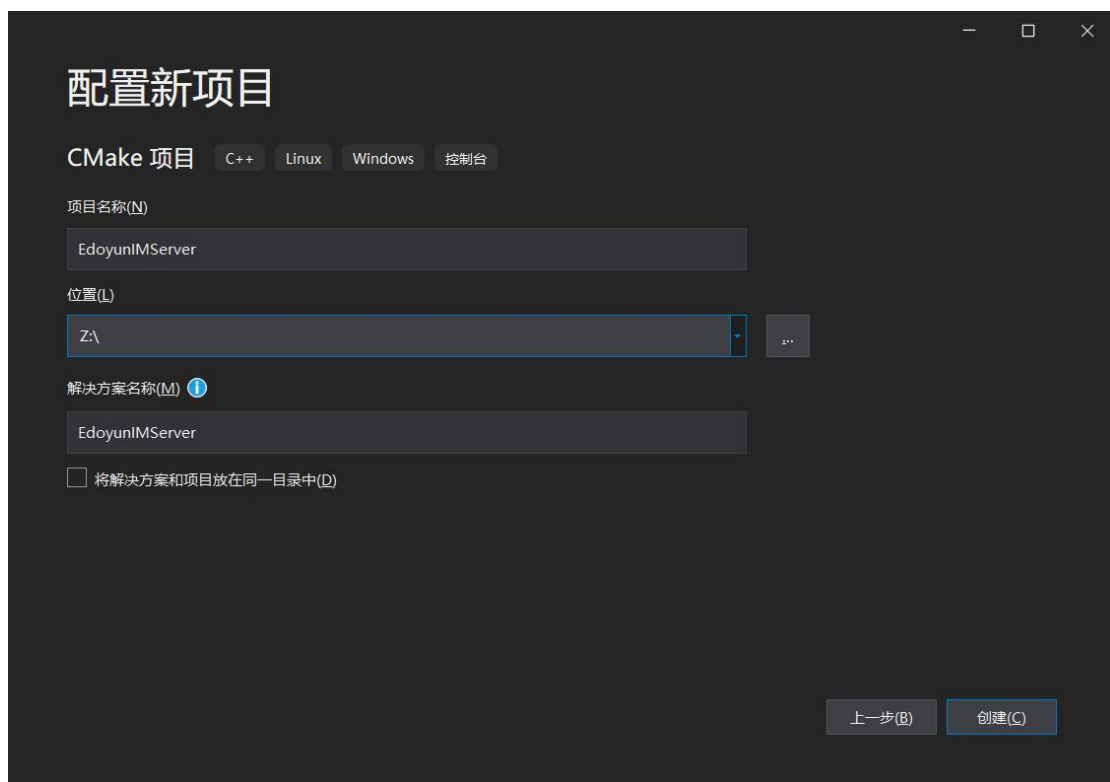 配置新项目
CMake 项目 C++ Linux Windows 控制台
项目名称(N)
EdoyunIMServer
位置(L)
Z:\
...
解决方案名称(M)
EdoyunIMServer
将解决方案和项目放在同一目录中(D)
上一步(B) 创建(C)